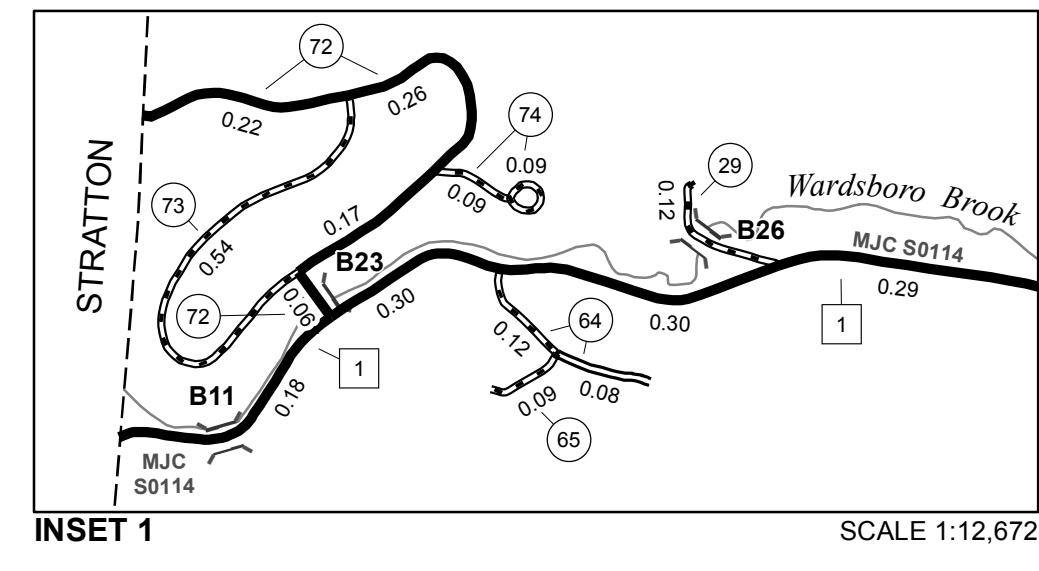 72
0.22
0.26
74
0.09
0.09
STRATTON
73
0.54
0.17
29
0.12
Wardsboro Brook
B26
MJC S0114
0.29
1
B23
0.30
0.30
72
0.06
1
0.18
B11
MJC
S0114
64
0.12
0.08
0.09
65
INSET 1
SCALE 1:12,672